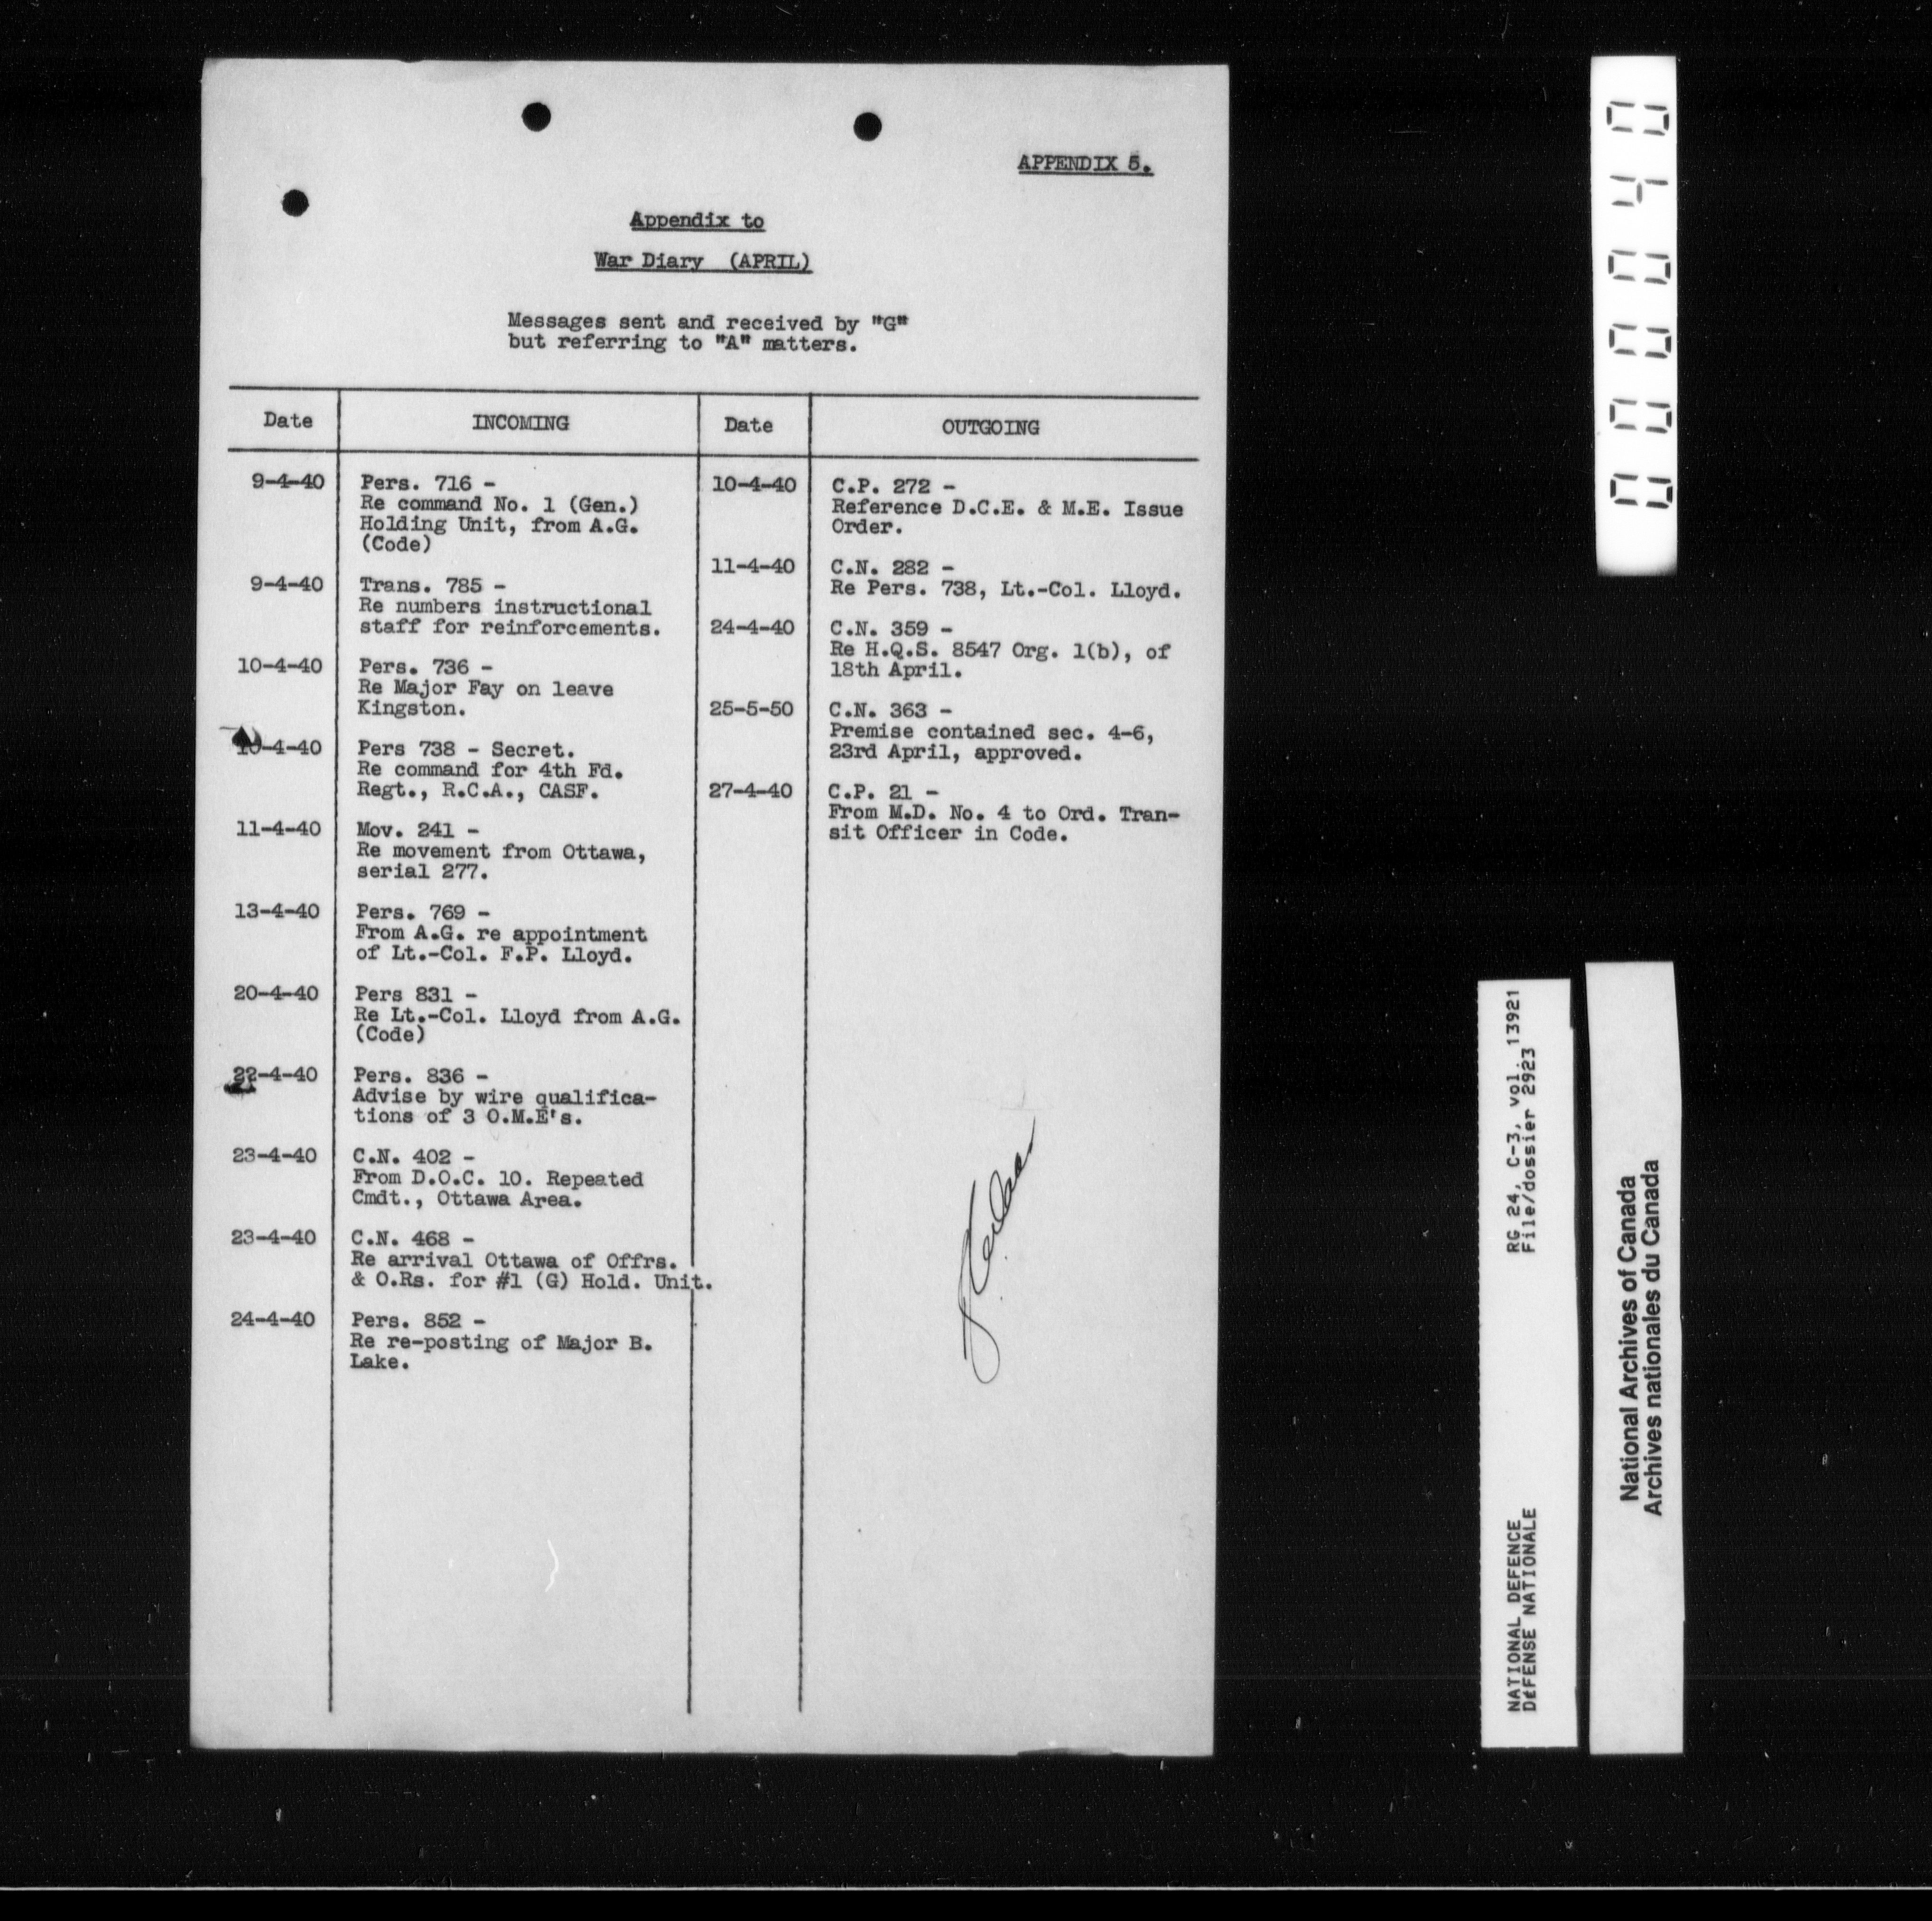 APPENDIX 5.
Appendix to
War Diary (APRIL)
Messages sent and received by "G"
but referring to "A" matters.
Date
INCOMING
Date
OUTGOING
9-4-40
Pers. 716 -
Re command No. 1 (Gen.)
Holding Unit, from A.G.
(Code)
9-4-40
Trans. 785 -
Re numbers instructional
staff for reinforcements.
10-4-40
Pers. 736 -
Re Major Fay on leave
Kingston.
10-4-40
Pers 738 - Secret.
Re command for 4th Fd.
Regt., R.C.A., CASF.
11-4-40
Mov. 241 -
Re movement from Ottawa,
serial 277.
13-4-40
Pers. 769 -
From A.G. re appointment
of Lt.-Col. F.P. Lloyd.
20-4-40
Pers 831 -
Re Lt.-Col. Lloyd from A.G.
(Code)
22-4-40
Pers. 836 -
Advise by wire qualifica-
tions of 3 O.M.E's.
23-4-40
C.N. 402 -
From D.O.C. 10. Repeated
Cmdt., Ottawa Area.
23-4-40
C.N. 468 -
Re arrival Ottawa of Offrs.
& O.Rs. for #1 (G) Hold. Unit.
24-4-40
Pers. 852 -
Re re-posting of Major B.
Lake.
10-4-40
C.P. 272 -
Reference D.C.E. & M.E. Issue
Order.
11-4-40
C.N. 282 -
Re Pers. 738, Lt.-Col. Lloyd.
24-4-40
C.N. 359 -
Re H.Q.S. 8547 Org. 1(b), of
18th April.
25-5-50
C.N. 363 -
Premise contained sec. 4-6,
23rd April, approved.
27-4-40
C.P. 21 -
From M.D. No. 4 to Ord. Tran-
sit Officer in Code.
000040
NATIONAL DEFENCE
DéFENSE NATIONALE
RG 24, C-3, vol. 13921
File/dossier 2923
National Archives of Canada
Archives nationales du Canada